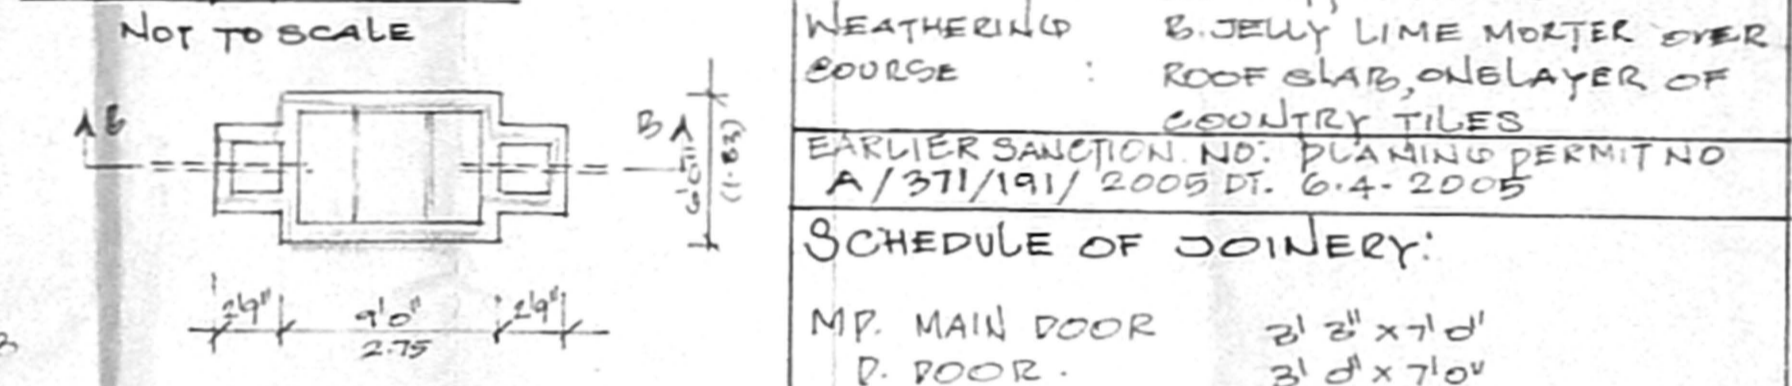 NOT TO SCALE
B
B
6'0"
(1.83)
2'9"
9'0"
2'9"
2.75
WEATHERING B.JELLY LIME MORTER OVER
COURSE : ROOF SLAB, ONE LAYER OF
COUNTRY TILES
EARLIER SANCTION NO: PLANING PERMIT NO
A/371/191/2005 DT. 6.4.2005
SCHEDULE OF JOINERY:
MD. MAIN DOOR 3' 3" x 7' 0"
D. DOOR. 3' 0" x 7' 0"